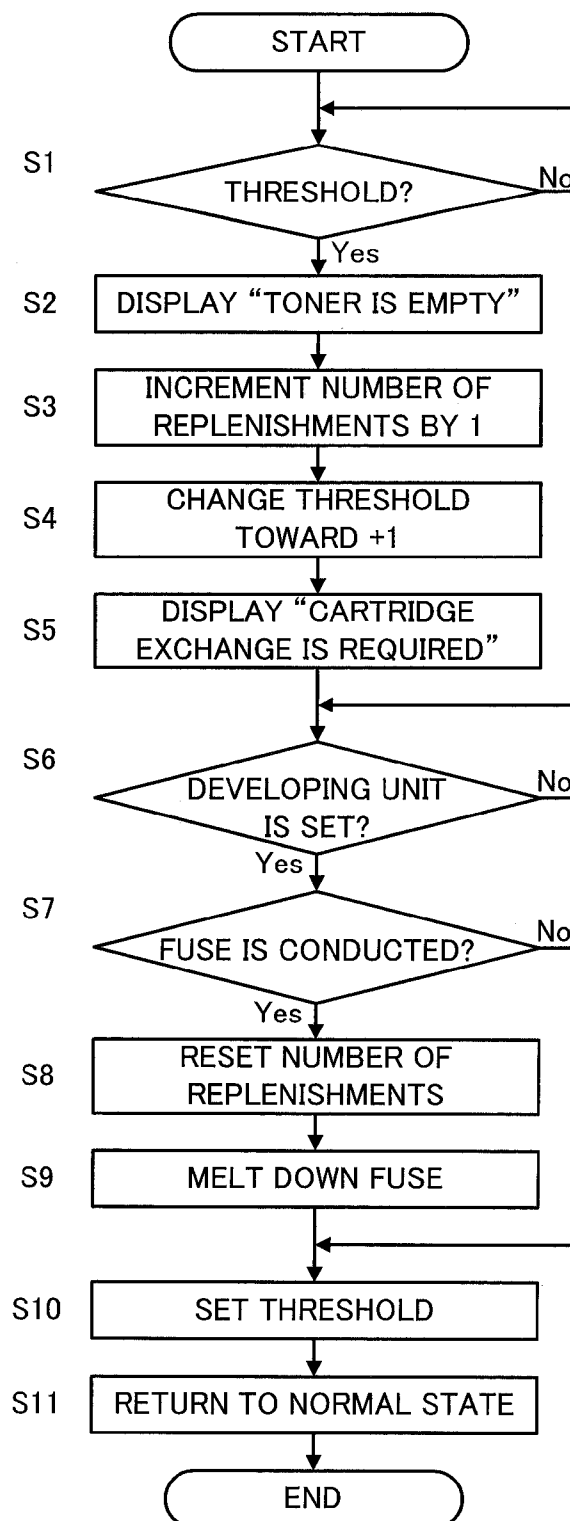 START
S1
THRESHOLD?
No
Yes
S2
DISPLAY “TONER IS EMPTY”
S3
INCREMENT NUMBER OF
REPLENISHMENTS BY 1
S4
CHANGE THRESHOLD
TOWARD +1
S5
DISPLAY “CARTRIDGE
EXCHANGE IS REQUIRED”
S6
DEVELOPING UNIT
IS SET?
No
Yes
S7
FUSE IS CONDUCTED?
No
Yes
S8
RESET NUMBER OF
REPLENISHMENTS
S9
MELT DOWN FUSE
S10
SET THRESHOLD
S11
RETURN TO NORMAL STATE
END